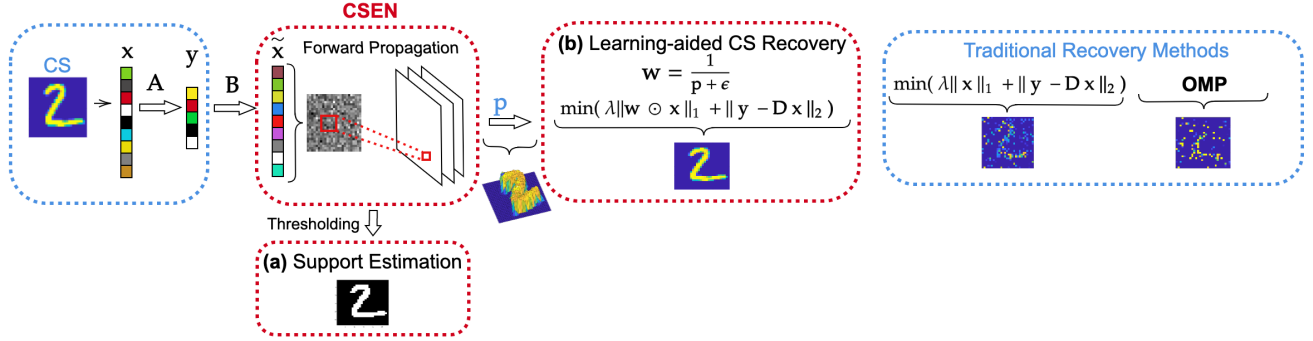 CSEN
CS
x
A
y
B
x̃
Forward Propagation
p
(b) Learning-aided CS Recovery
w = 1 / (p + ϵ)
min( λ‖w ⊙ x‖₁ + ‖y − D x‖₂ )
Traditional Recovery Methods
min( λ‖x‖₁ + ‖y − D x‖₂ )
OMP
Thresholding
(a) Support Estimation